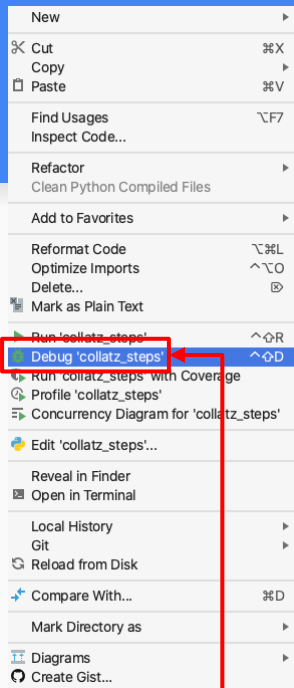 New
Cut ⌘X
Copy
Paste ⌘V
Find Usages ⌥F7
Inspect Code...
Refactor
Clean Python Compiled Files
Add to Favorites
Reformat Code ⌥⌘L
Optimize Imports ^⌥O
Delete... ⌦
Mark as Plain Text
Run 'collatz_steps' ^⇧R
Debug 'collatz_steps' ^⇧D
Run 'collatz_steps' with Coverage
Profile 'collatz_steps'
Concurrency Diagram for 'collatz_steps'
Edit 'collatz_steps'...
Reveal in Finder
Open in Terminal
Local History
Git
Reload from Disk
Compare With... ⌘D
Mark Directory as
Diagrams
Create Gist...